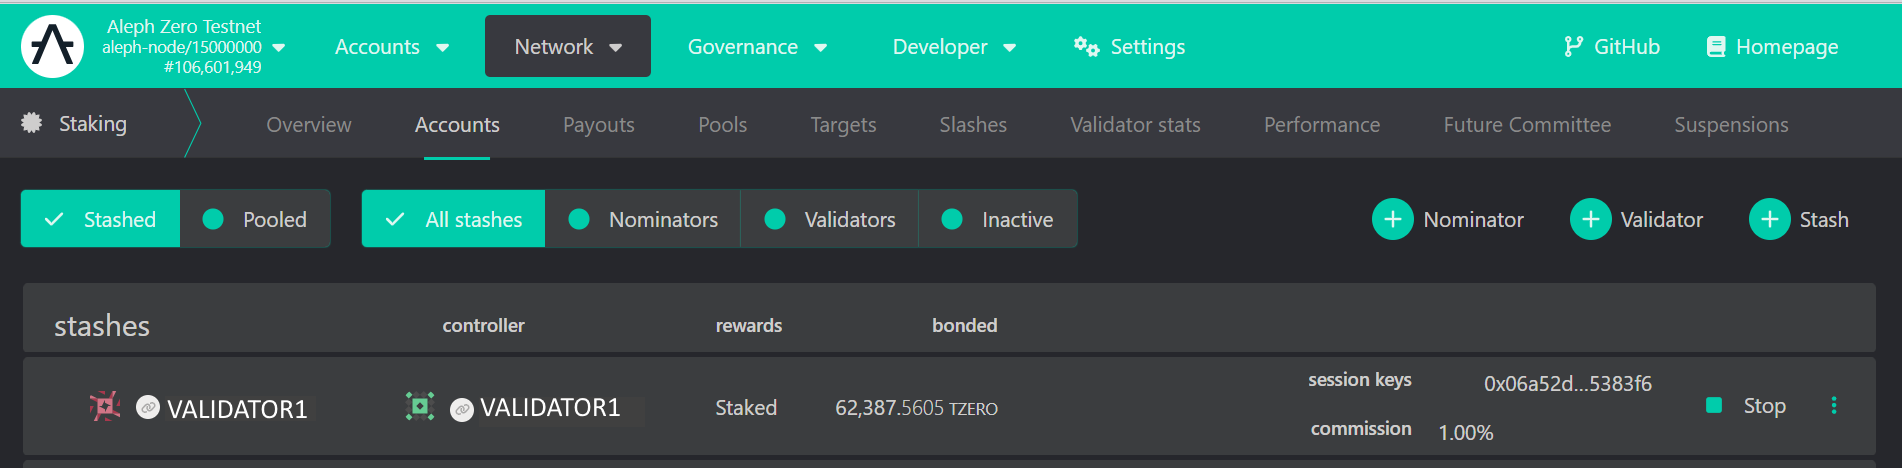 Aleph Zero Testnet
aleph-node/15000000
#106,601,949
Accounts
Network
Governance
Developer
Settings
GitHub
Homepage
Staking
Overview
Accounts
Payouts
Pools
Targets
Slashes
Validator stats
Performance
Future Committee
Suspensions
Stashed
Pooled
All stashes
Nominators
Validators
Inactive
Nominator
Validator
Stash
stashes
controller
rewards
bonded
VALIDATOR1
VALIDATOR1
Staked
62,387.5605 TZERO
session keys
0x06a52d...5383f6
commission
1.00%
Stop